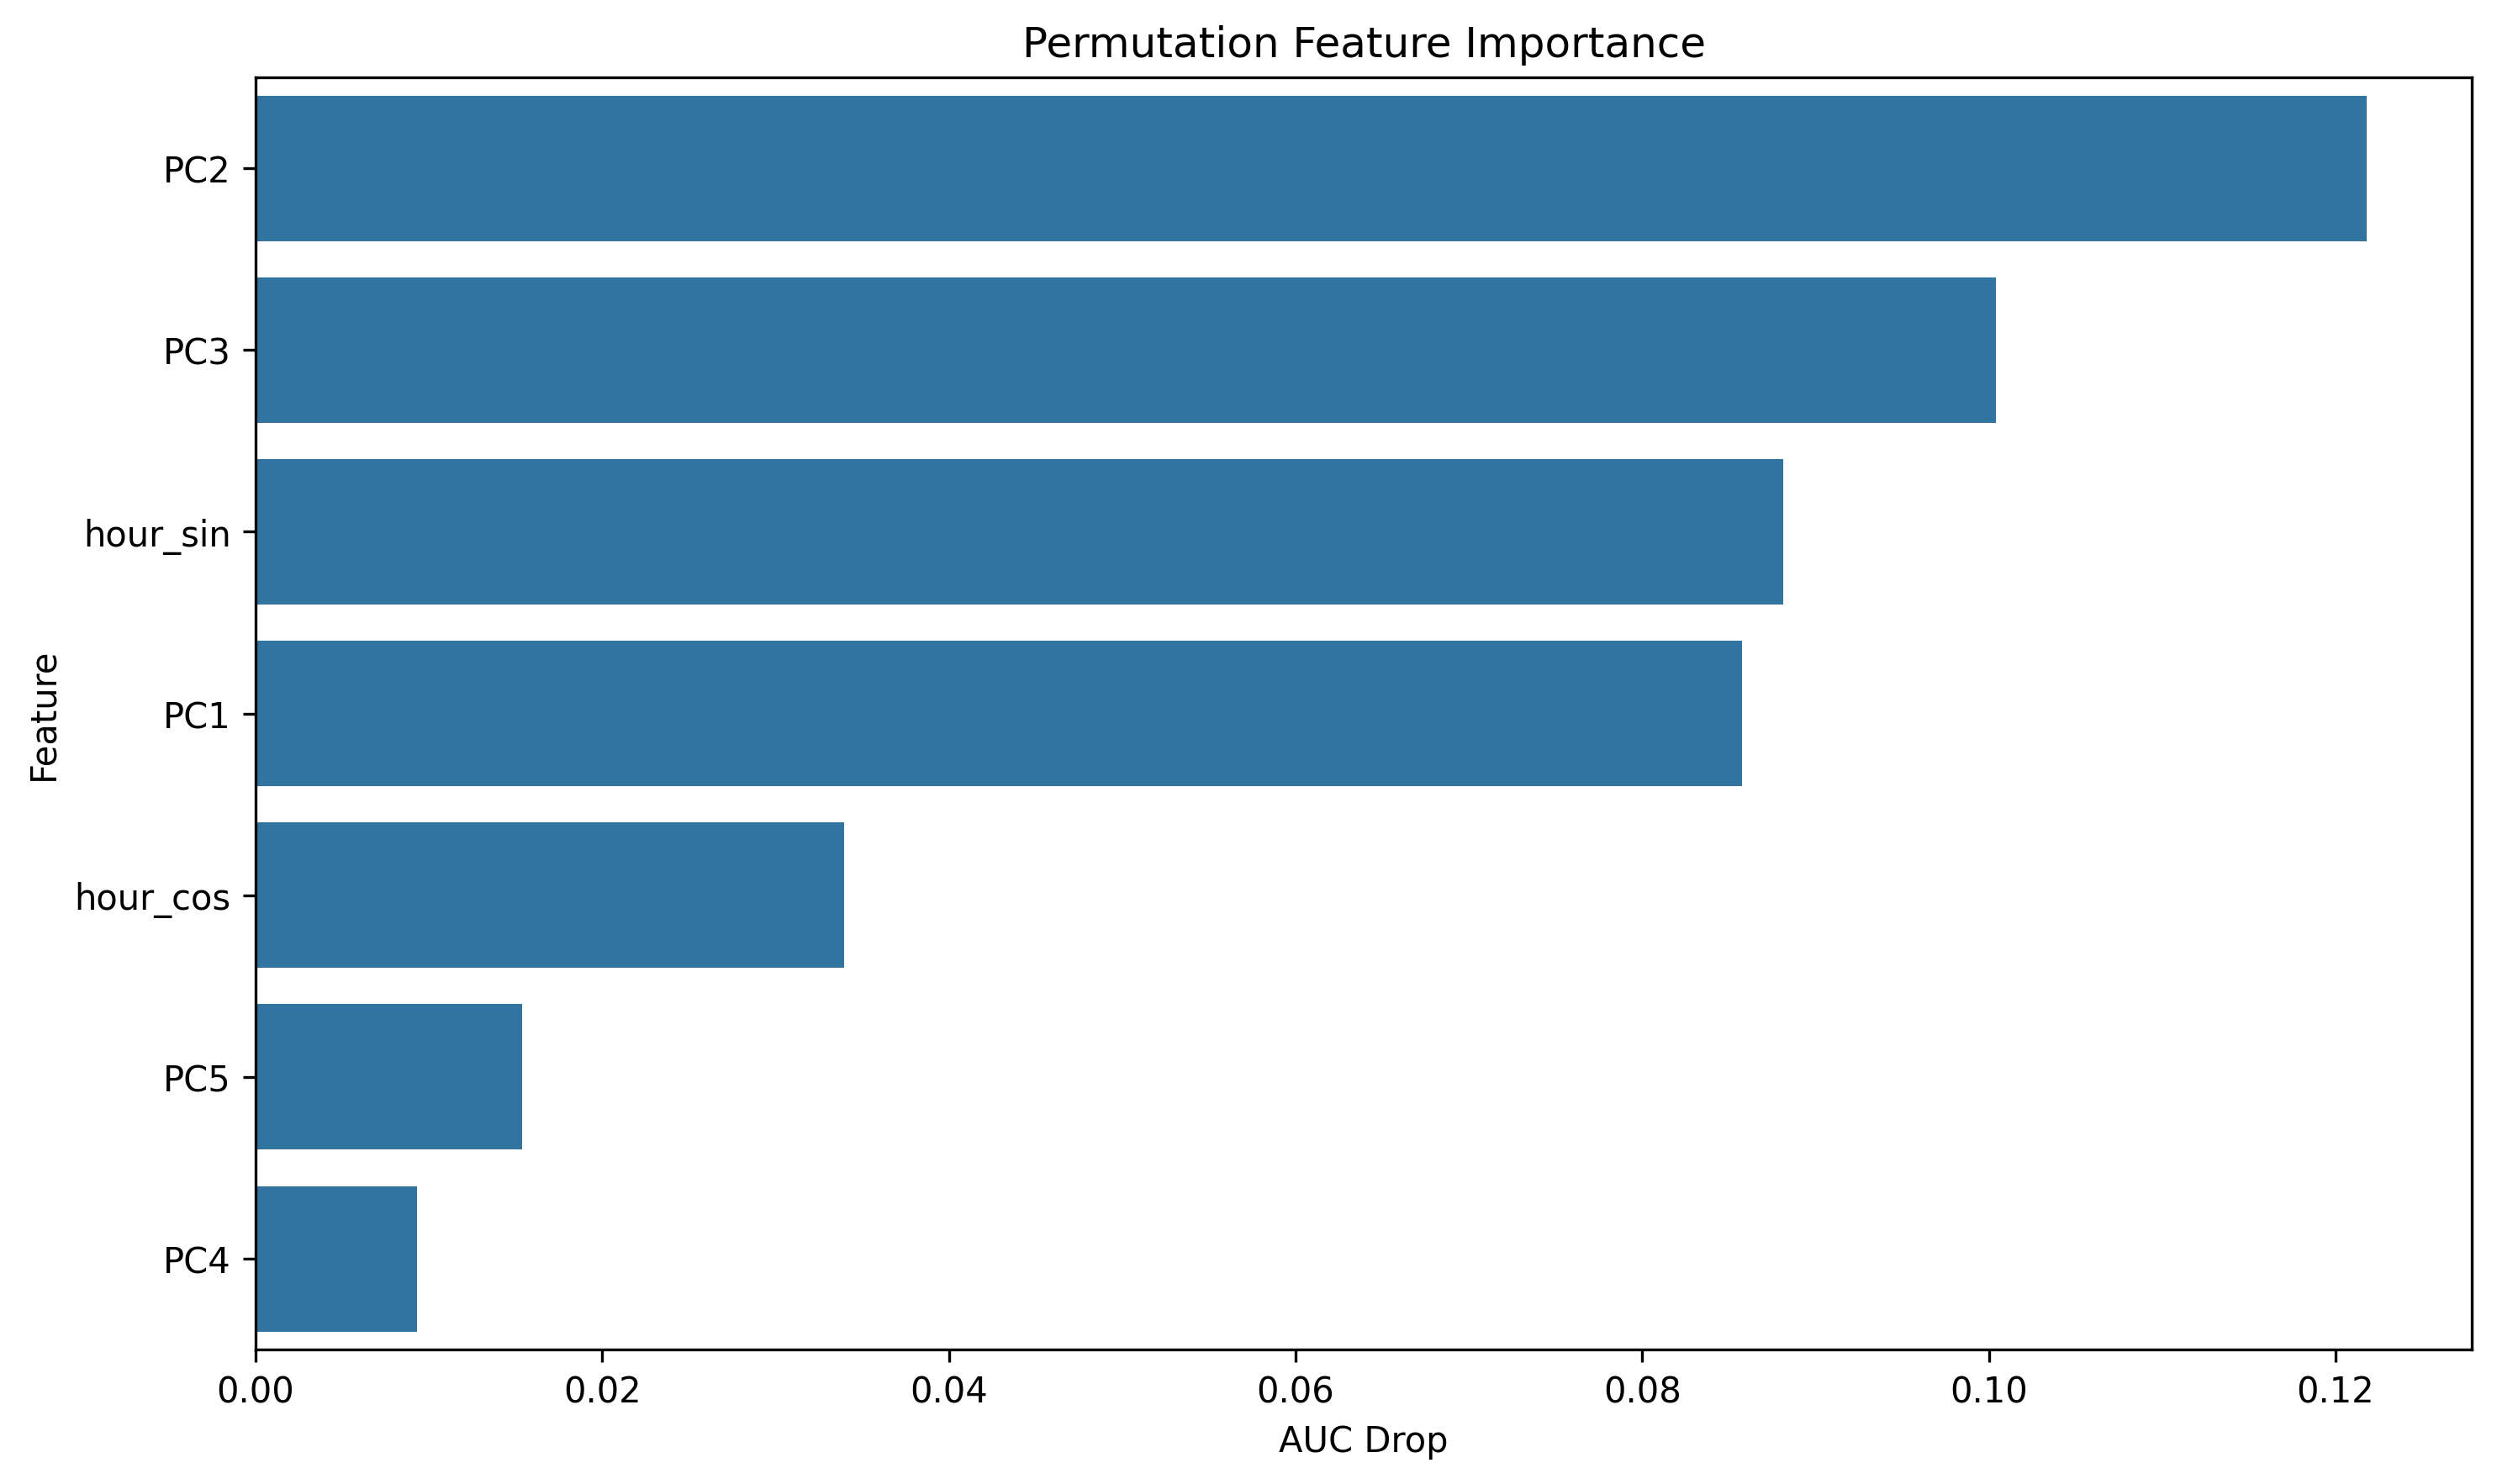 Permutation Feature Importance
PC2
PC3
hour_sin
PC1
hour_cos
PC5
PC4
Feature
0.00 0.02 0.04 0.06 0.08 0.10 0.12
AUC Drop